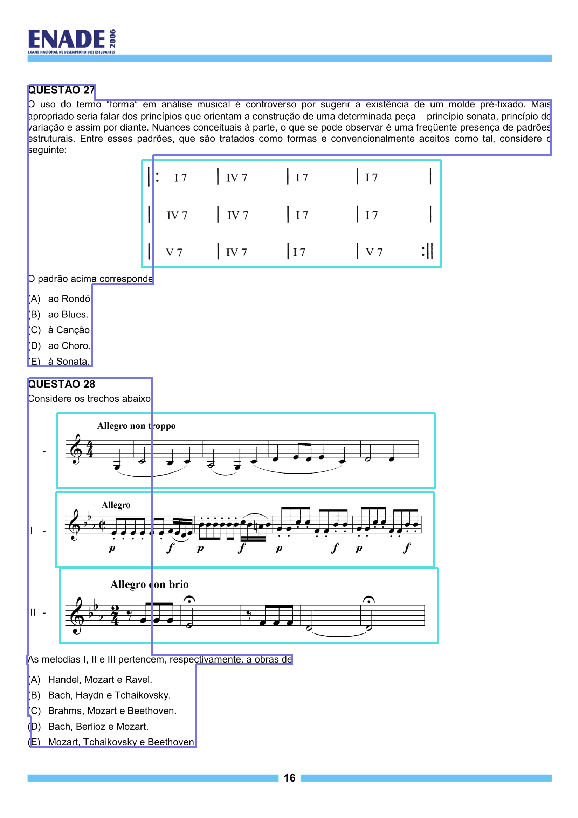 ENADE 2006
EXAME NACIONAL DE DESEMPENHO DOS ESTUDANTES
QUESTÃO 27
O uso do termo "forma" em análise musical é controverso por sugerir a existência de um molde pré-fixado. Mais
apropriado seria falar dos princípios que orientam a construção de uma determinada peça princípio sonata, princípio de
variação e assim por diante. Nuances conceituais à parte, o que se pode observar é uma freqüente presença de padrões
estruturais. Entre esses padrões, que são tratados como formas e convencionalmente aceitos como tal, considere o
seguinte:
|: I 7 | IV 7 | I 7 | I 7 |
| IV 7 | IV 7 | I 7 | I 7 |
| V 7 | IV 7 | I 7 | V 7 :||
O padrão acima corresponde
(A) ao Rondó.
(B) ao Blues.
(C) à Canção.
(D) ao Choro.
(E) à Sonata.
QUESTÃO 28
Considere os trechos abaixo.
Allegro non troppo
-
Allegro
I -
p f p f p f p f
Allegro con brio
II -
As melodias I, II e III pertencem, respectivamente, a obras de
(A) Handel, Mozart e Ravel.
(B) Bach, Haydn e Tchaikovsky.
(C) Brahms, Mozart e Beethoven.
(D) Bach, Berlioz e Mozart.
(E) Mozart, Tchaikovsky e Beethoven.
16